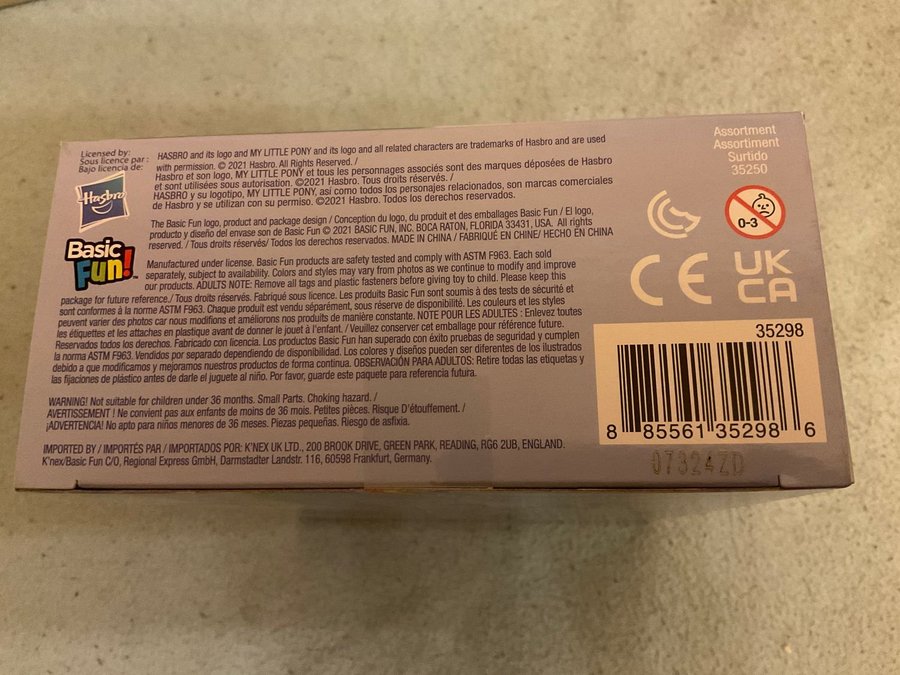 Licensed by:
Sous licence par :
Bajo licencia de:
Hasbro
Basic
Fun!
TM
HASBRO and its logo and MY LITTLE PONY and its logo and all related characters are trademarks of Hasbro and are used
with permission. © 2021 Hasbro. All Rights Reserved. /
Hasbro et son logo, MY LITTLE PONY et tous les personnages associés sont des marques déposées de Hasbro
et sont utilisées sous autorisation. ©2021 Hasbro. Tous droits réservés. /
HASBRO y su logotipo, MY LITTLE PONY, así como todos los personajes relacionados, son marcas comerciales
de Hasbro y se utilizan con su permiso. ©2021 Hasbro. Todos los derechos reservados.
The Basic Fun logo, product and package design / Conception du logo, du produit et des emballages Basic Fun / El logo,
producto y diseño del envase son de Basic Fun © 2021 BASIC FUN, INC. BOCA RATON, FLORIDA 33431, USA. All rights
reserved. / Tous droits réservés/ Todos los derechos reservados. MADE IN CHINA / FABRIQUÉ EN CHINE/ HECHO EN CHINA
Manufactured under license. Basic Fun products are safety tested and comply with ASTM F963. Each sold
separately, subject to availability. Colors and styles may vary from photos as we continue to modify and improve
our products. ADULTS NOTE: Remove all tags and plastic fasteners before giving toy to child. Please keep this
package for future reference./ Tous droits réservés. Fabriqué sous licence. Les produits Basic Fun sont soumis à des tests de sécurité et
sont conformes à la norme ASTM F963. Chaque produit est vendu séparément, sous réserve de disponibilité. Les couleurs et les styles
peuvent varier des photos car nous modifions et améliorons nos produits de manière constante. NOTE POUR LES ADULTES : Enlevez toutes
les étiquettes et les attaches en plastique avant de donner le jouet à l'enfant. / Veuillez conserver cet emballage pour référence future.
Reservados todos los derechos. Fabricado con licencia. Los productos Basic Fun han superado con éxito pruebas de seguridad y cumplen
la norma ASTM F963. Vendidos por separado dependiendo de disponibilidad. Los colores y diseños pueden ser diferentes de los ilustrados
debido a que modificamos y mejoramos nuestros productos de forma continua. OBSERVACIÓN PARA ADULTOS: Retire todas las etiquetas y
las fijaciones de plástico antes de darle el juguete al niño. Por favor, guarde este paquete para referencia futura.
WARNING! Not suitable for children under 36 months. Small Parts. Choking hazard. /
AVERTISSEMENT ! Ne convient pas aux enfants de moins de 36 mois. Petites pièces. Risque D'étouffement. /
¡ADVERTENCIA! No apto para niños menores de 36 meses. Piezas pequeñas. Riesgo de asfixia.
IMPORTED BY / IMPORTÉS PAR / IMPORTADOS POR: K'NEX UK LTD., 200 BROOK DRIVE, GREEN PARK, READING, RG6 2UB, ENGLAND.
K'nex/Basic Fun C/O, Regional Express GmbH, Darmstadter Landstr. 116, 60598 Frankfurt, Germany.
Assortment
Assortiment
Surtido
35250
0-3
CE
UK
CA
35298
8 85561 35298 6
07324ZD